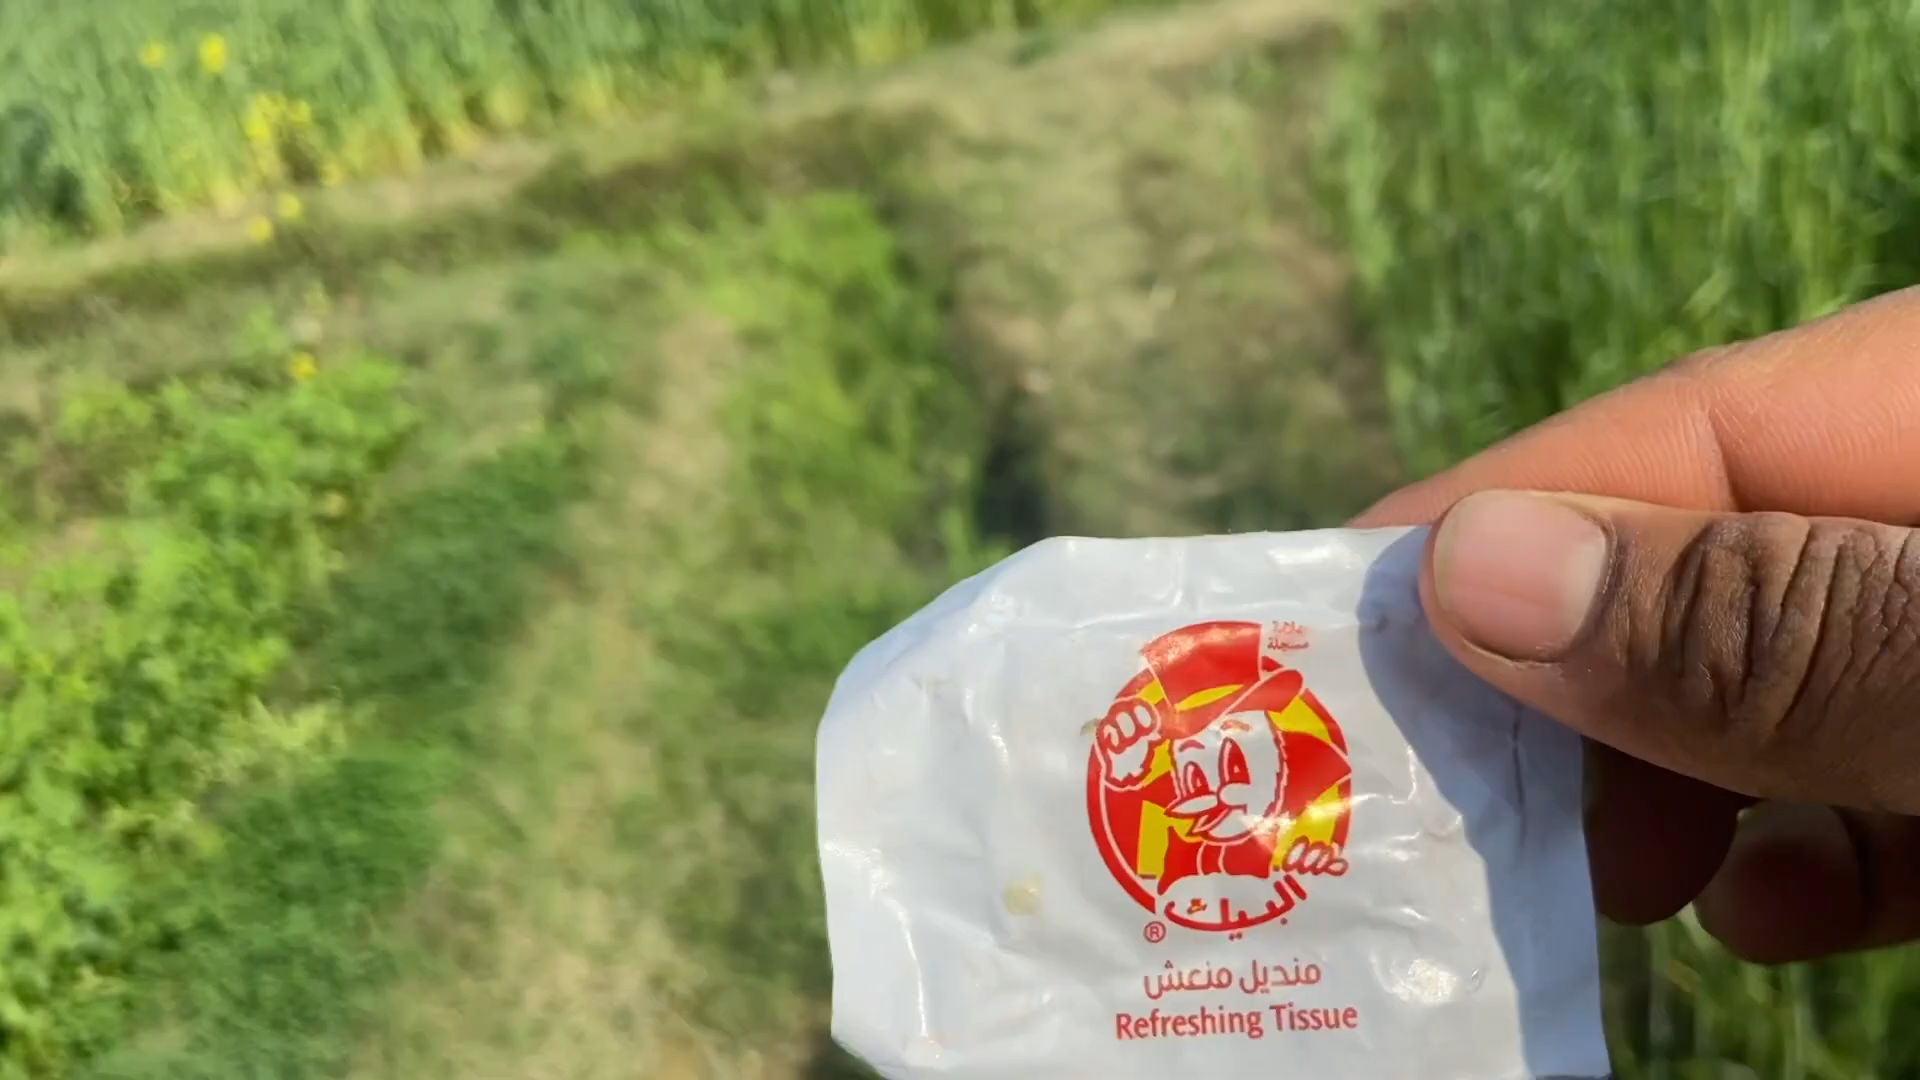 علامة
مسجلة
البيك
®
منديل منعش
Refreshing Tissue